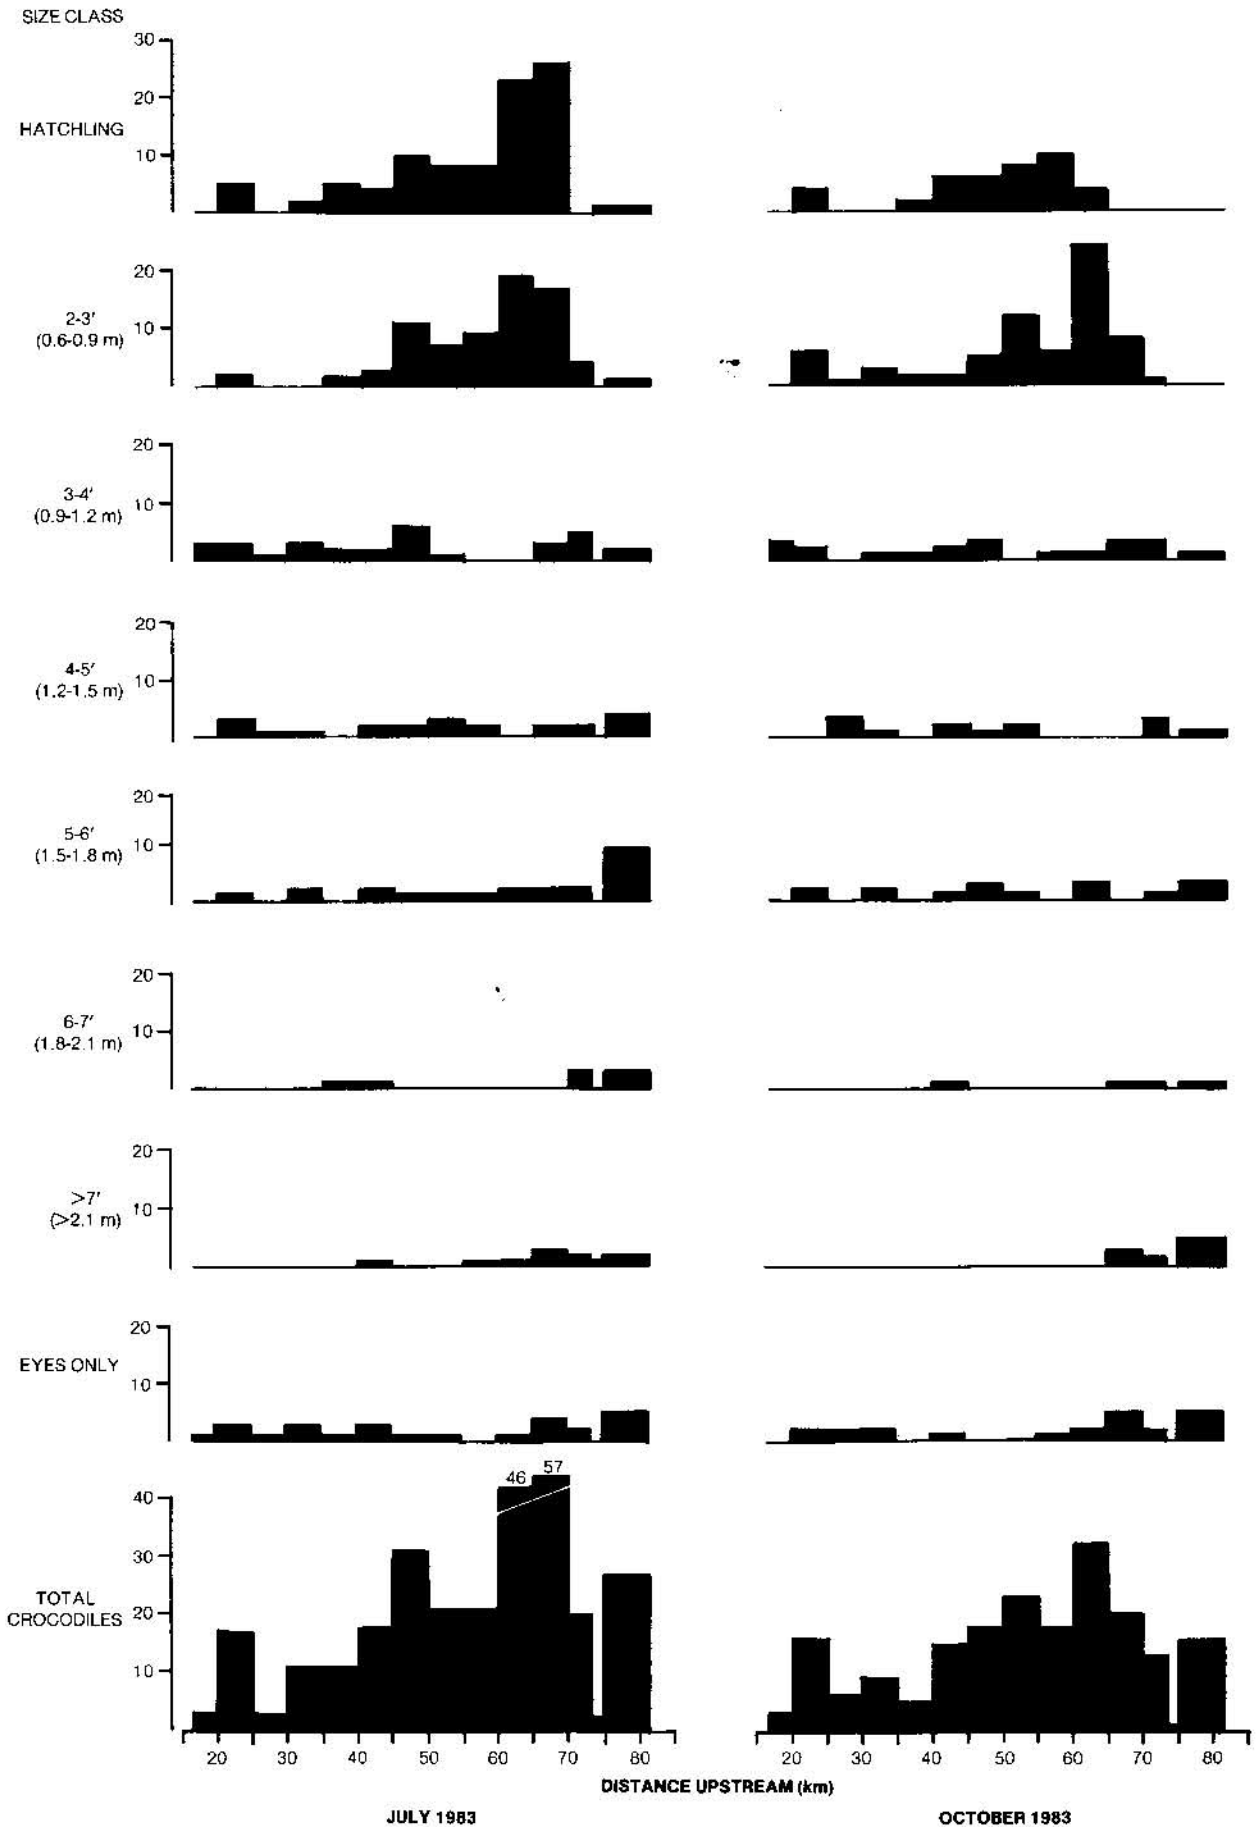 SIZE CLASS
30
20
HATCHLING
10
20
2-3'
10
(0.6-0.9 m)
20
3-4'
10
(0.9-1.2 m)
20
4-5'
10
(1.2-1.5 m)
20
5-6'
10
(1.5-1.8 m)
20
6-7'
10
(1.8-2.1 m)
20
>7'
10
(>2.1 m)
20
EYES ONLY
10
46 57
40
30
TOTAL
CROCODILES 20
10
20 30 40 50 60 70 80 20 30 40 50 60 70 80
DISTANCE UPSTREAM (km)
JULY 1983 OCTOBER 1983